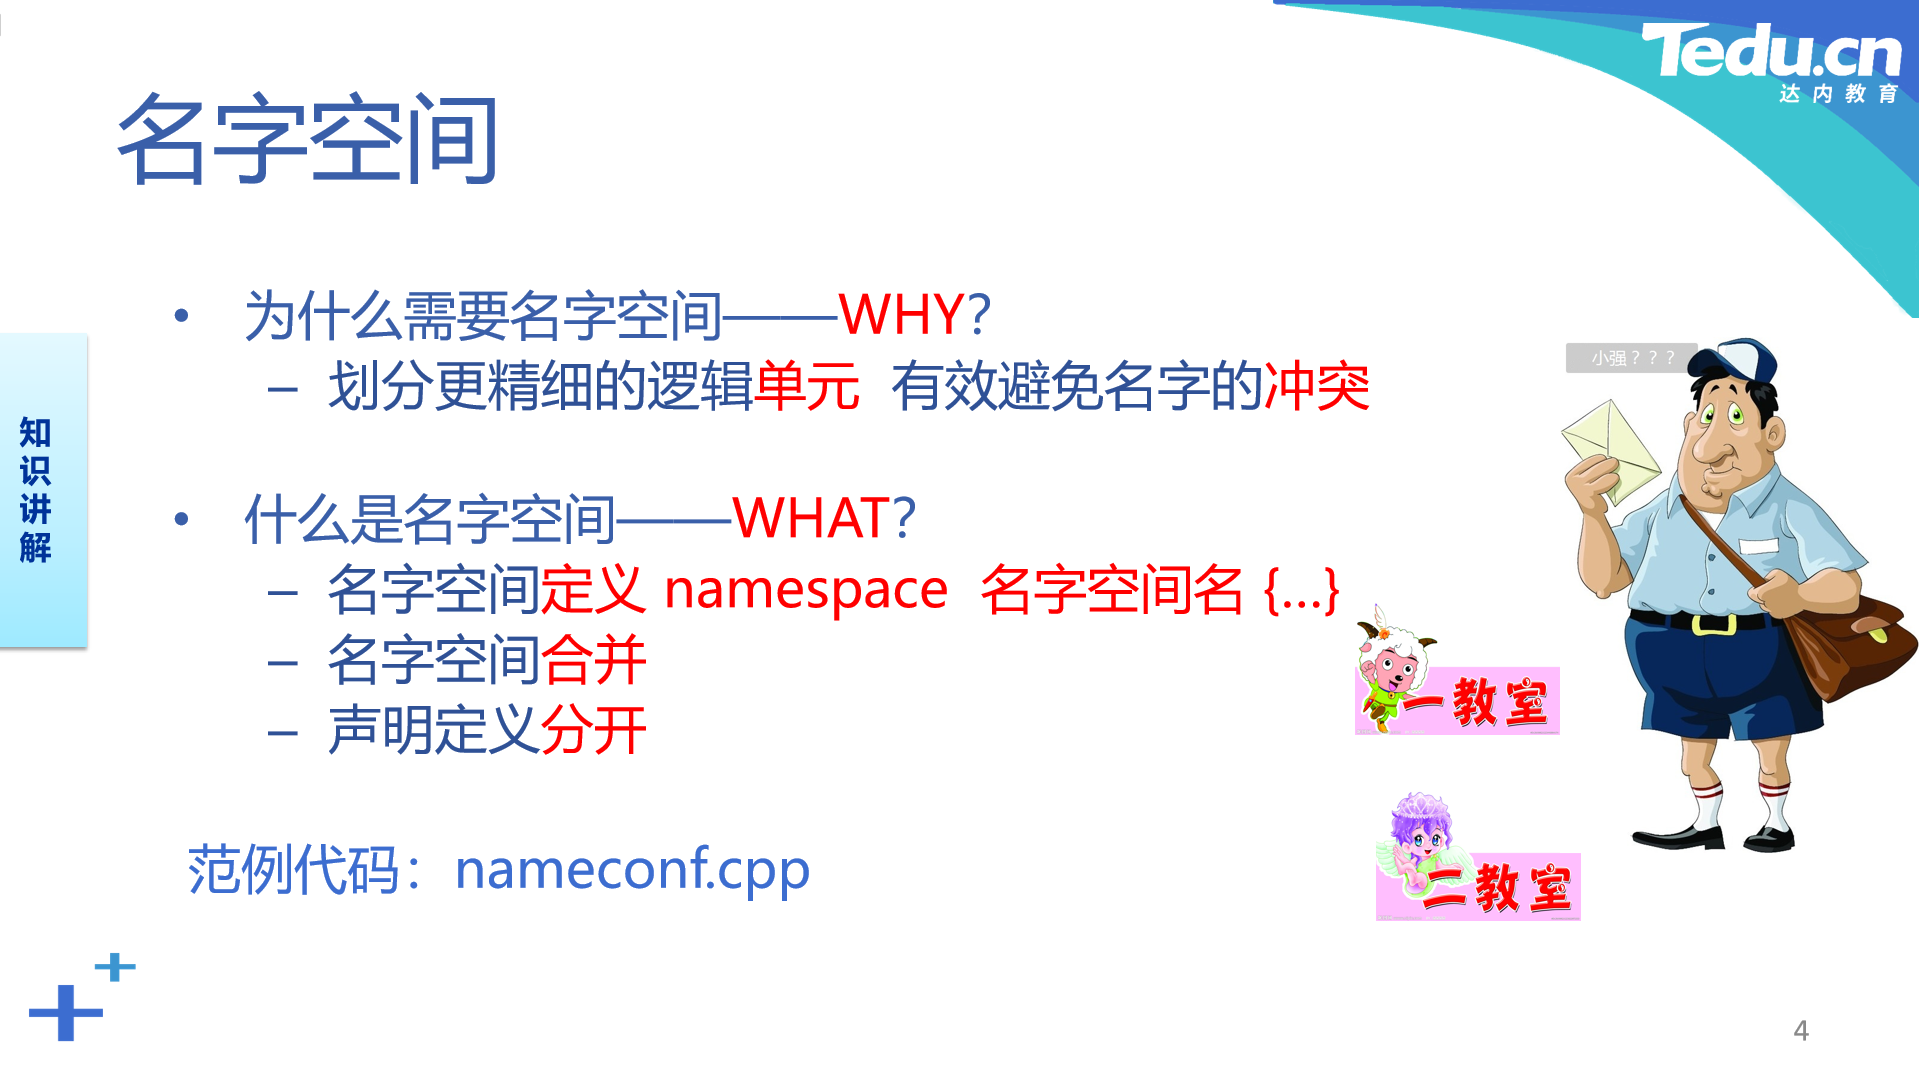 Tedu.cn
达内教育
名字空间
• 为什么需要名字空间——WHY？
– 划分更精细的逻辑单元 有效避免名字的冲突
小强？？？
知识讲解
• 什么是名字空间——WHAT？
– 名字空间定义 namespace 名字空间名 {…}
– 名字空间合并
– 声明定义分开
一教室
二教室
范例代码：nameconf.cpp
4